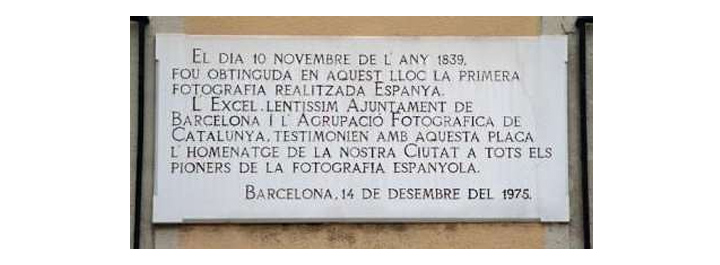 EL DIA 10 NOVEMBRE DE L'ANY 1839,
FOU OBTINGUDA EN AQUEST LLOC LA PRIMERA
FOTOGRAFIA REALITZADA ESPANYA.
L'EXCEL.LENTISSIM AJUNTAMENT DE
BARCELONA I L'AGRUPACIÓ FOTOGRAFICA DE
CATALUNYA, TESTIMONIEN AMB AQUESTA PLACA
L'HOMENATGE DE LA NOSTRA CIUTAT A TOTS ELS
PIONERS DE LA FOTOGRAFIA ESPANYOLA.
BARCELONA, 14 DE DESEMBRE DEL 1975.